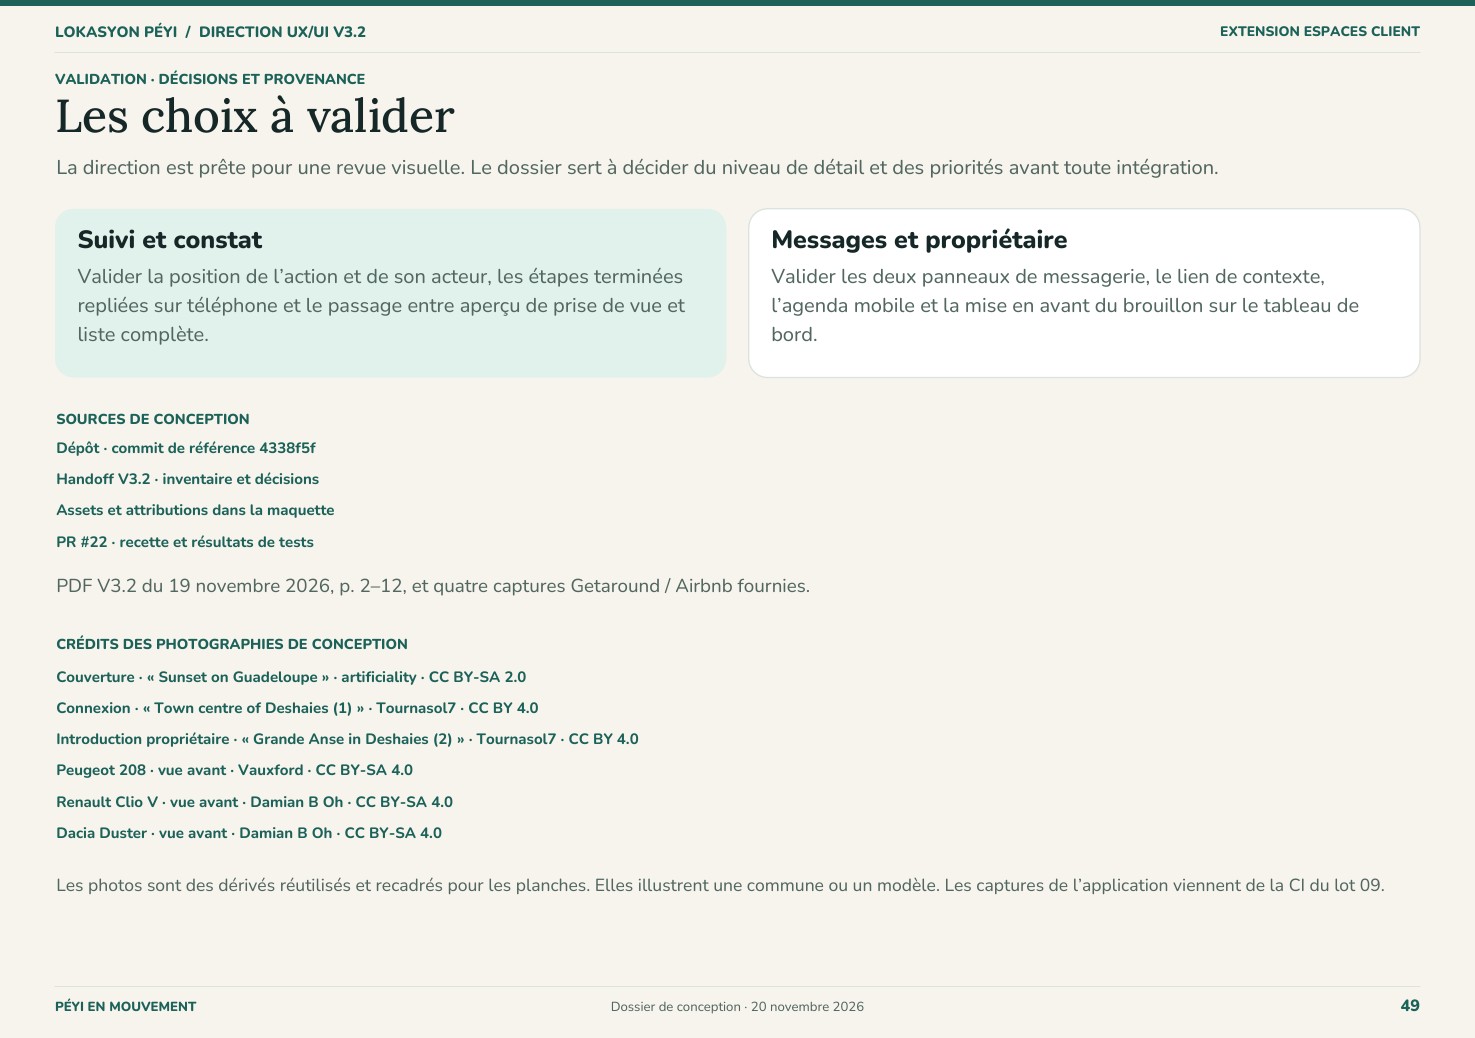 LOKASYON PÉYI / DIRECTION UX/UI V3.2
EXTENSION ESPACES CLIENT
VALIDATION · DÉCISIONS ET PROVENANCE
Les choix à valider
La direction est prête pour une revue visuelle. Le dossier sert à décider du niveau de détail et des priorités avant toute intégration.
Suivi et constat
Valider la position de l’action et de son acteur, les étapes terminées
repliées sur téléphone et le passage entre aperçu de prise de vue et
liste complète.
Messages et propriétaire
Valider les deux panneaux de messagerie, le lien de contexte,
l’agenda mobile et la mise en avant du brouillon sur le tableau de
bord.
SOURCES DE CONCEPTION
Dépôt · commit de référence 4338f5f
Handoff V3.2 · inventaire et décisions
Assets et attributions dans la maquette
PR #22 · recette et résultats de tests
PDF V3.2 du 19 novembre 2026, p. 2–12, et quatre captures Getaround / Airbnb fournies.
CRÉDITS DES PHOTOGRAPHIES DE CONCEPTION
Couverture · « Sunset on Guadeloupe » · artificiality · CC BY-SA 2.0
Connexion · « Town centre of Deshaies (1) » · Tournasol7 · CC BY 4.0
Introduction propriétaire · « Grande Anse in Deshaies (2) » · Tournasol7 · CC BY 4.0
Peugeot 208 · vue avant · Vauxford · CC BY-SA 4.0
Renault Clio V · vue avant · Damian B Oh · CC BY-SA 4.0
Dacia Duster · vue avant · Damian B Oh · CC BY-SA 4.0
Les photos sont des dérivés réutilisés et recadrés pour les planches. Elles illustrent une commune ou un modèle. Les captures de l’application viennent de la CI du lot 09.
PÉYI EN MOUVEMENT
Dossier de conception · 20 novembre 2026
49